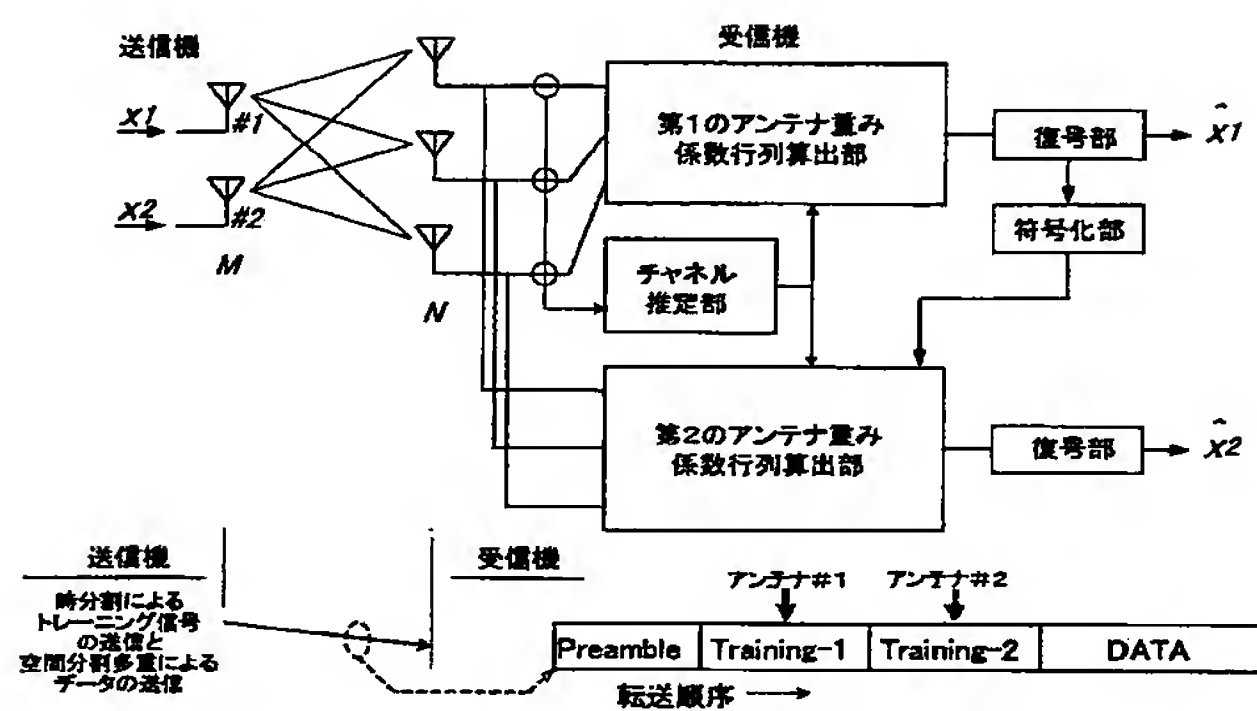 送信機
受信機
x1
#1
x2
#2
M
N
第1のアンテナ重み
係数行列算出部
復号部
x̂1
符号化部
チャネル
推定部
第2のアンテナ重み
係数行列算出部
復号部
x̂2
送信機
受信機
時分割による
トレーニング信号
の送信と
空間分割多重による
データの送信
アンテナ#1
アンテナ#2
Preamble
Training-1
Training-2
DATA
転送順序